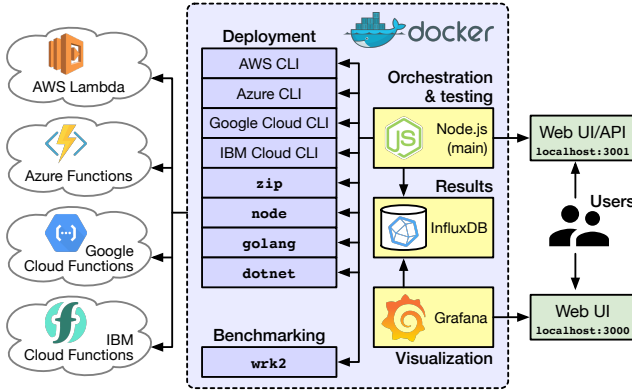 AWS Lambda
Azure Functions
Google
Cloud Functions
IBM
Cloud Functions
Deployment
AWS CLI
Azure CLI
Google Cloud CLI
IBM Cloud CLI
zip
node
golang
dotnet
Benchmarking
wrk2
docker
Orchestration
& testing
JS
Node.js
(main)
Results
InfluxDB
Grafana
Visualization
Web UI/API
localhost:3001
Users
Web UI
localhost:3000